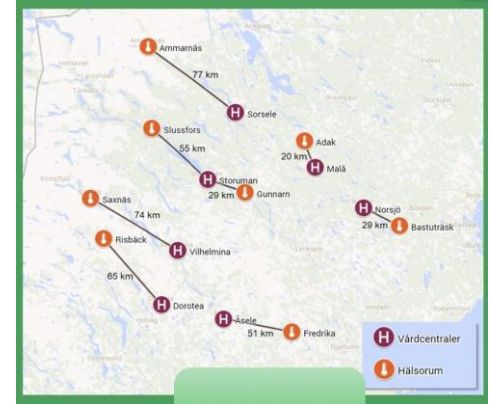 Ammarnäs
77 km
Sorsele
Slussfors
55 km
Adak
20 km
Malå
Storuman
29 km
Gunnarn
Saxnäs
74 km
Vilhelmina
Norsjö
29 km
Bastuträsk
Risbäck
65 km
Dorotea
Åsele
51 km
Fredrika
H Vårdcentraler
Hälsorum